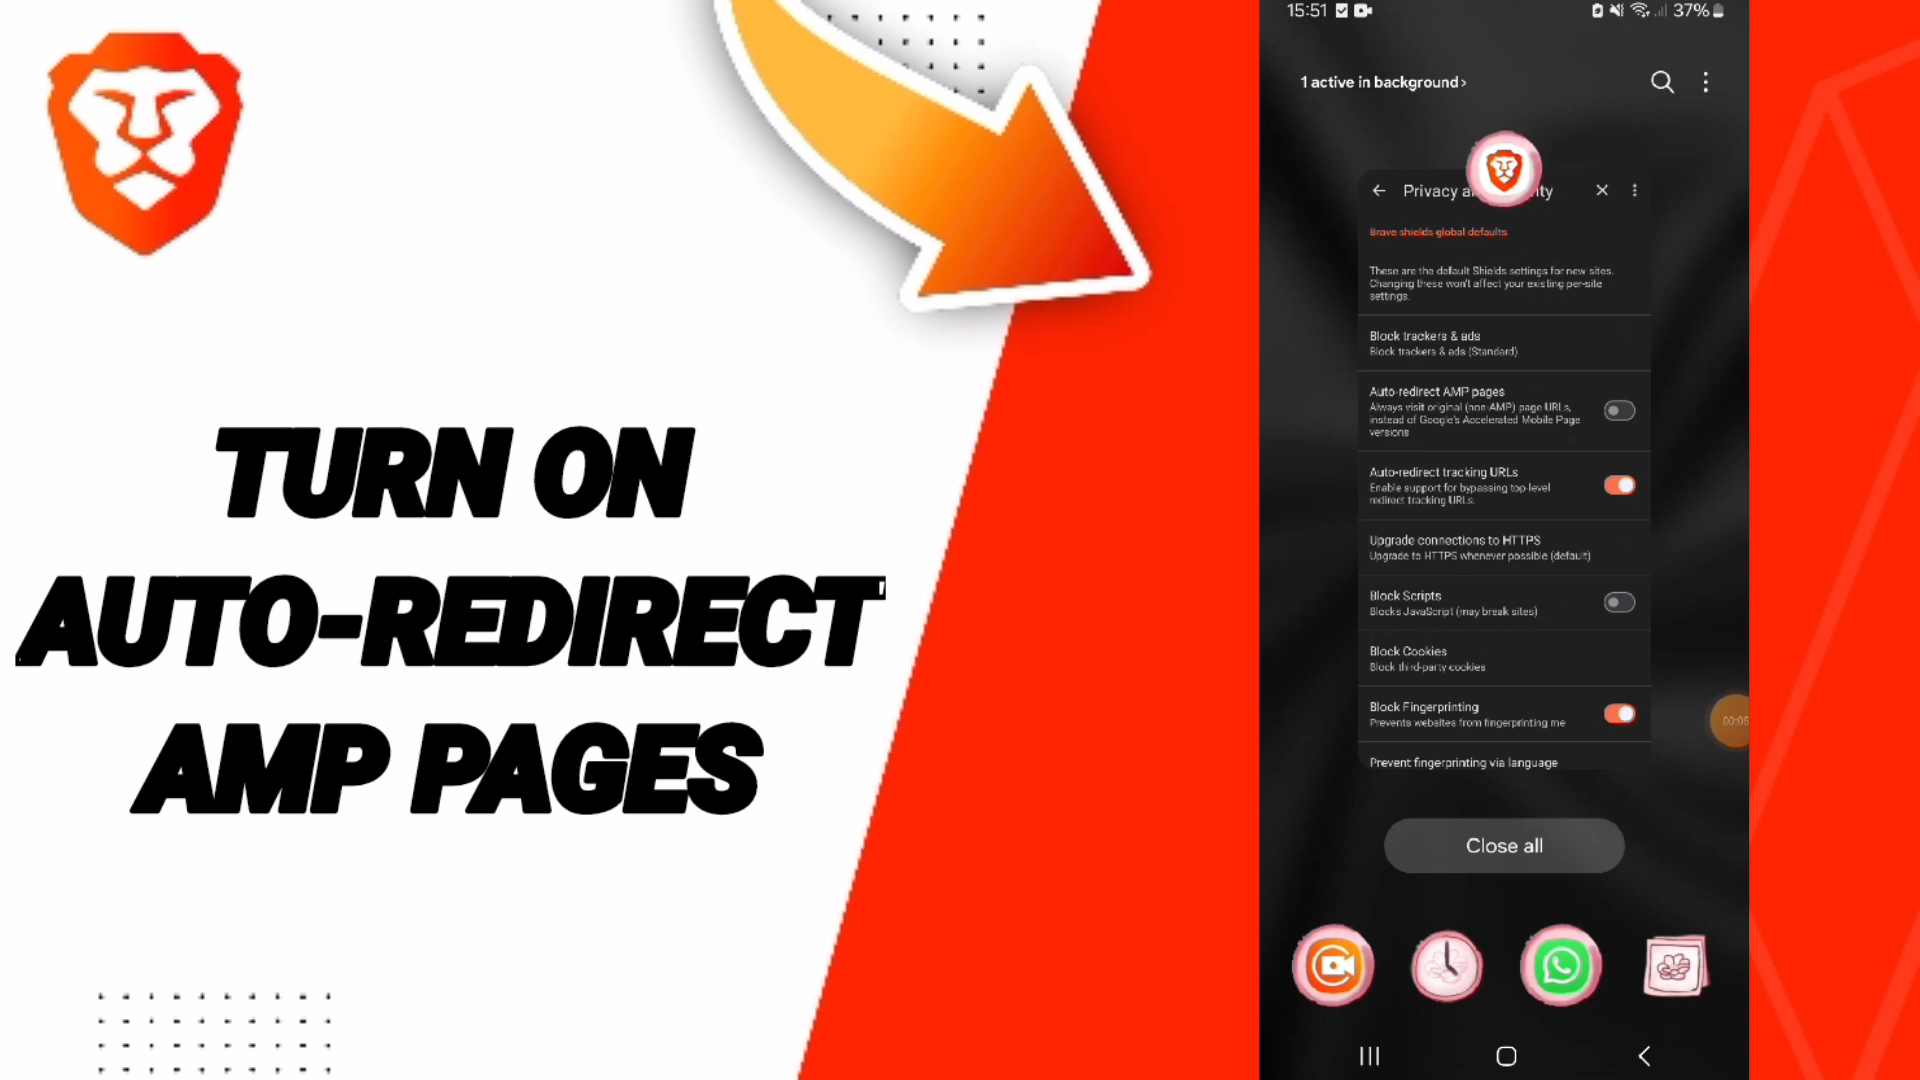 TURN ON
AUTO-REDIRECT
AMP PAGES
15:51
37%
1 active in background >
Privacy a
ity
Brave shields global defaults
These are the default Shields settings for new sites.
Changing these won't affect your existing per-site
settings.
Block trackers & ads
Block trackers & ads (Standard)
Auto-redirect AMP pages
Always visit original (non-AMP) page URLs,
instead of Google's Accelerated Mobile Page
versions
Auto-redirect tracking URLs
Enable support for bypassing top-level
redirect tracking URLs.
Upgrade connections to HTTPS
Upgrade to HTTPS whenever possible (default)
Block Scripts
Blocks JavaScript (may break sites)
Block Cookies
Block third-party cookies
Block Fingerprinting
Prevents websites from fingerprinting me
00:05
Prevent fingerprinting via language
Close all